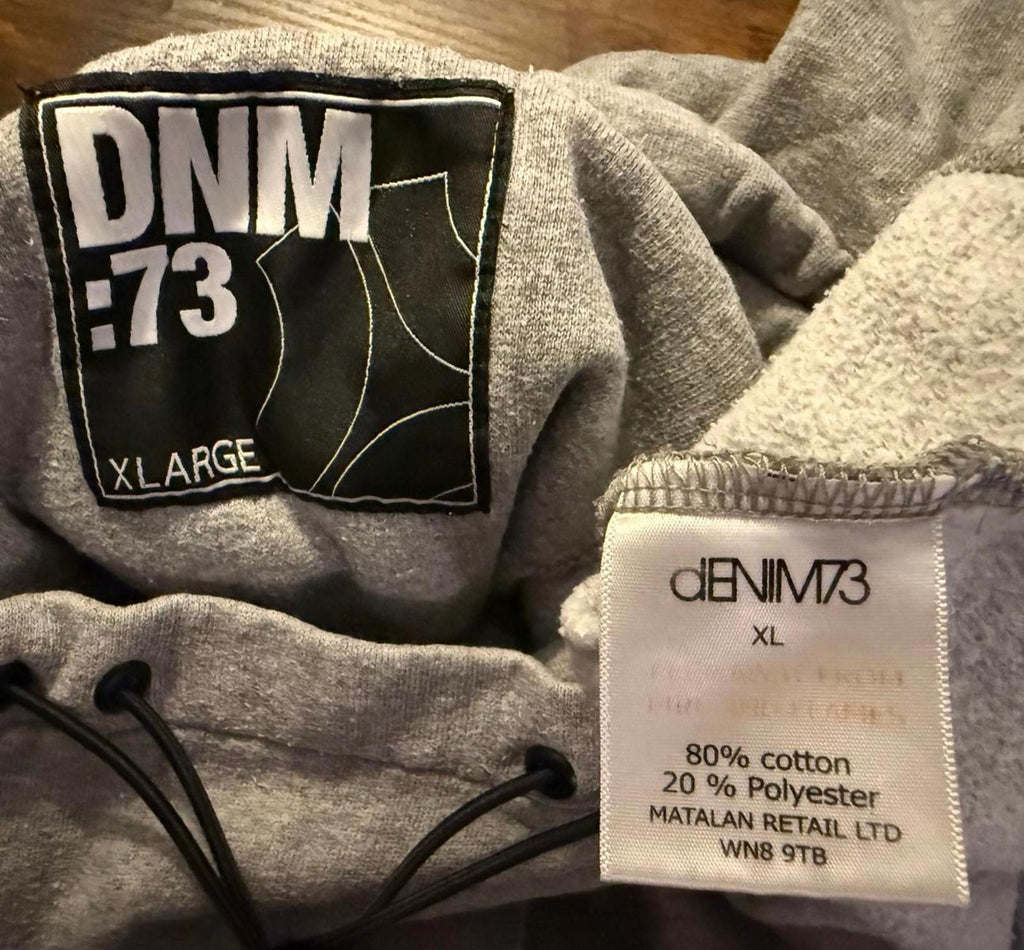 DNM
:73
XLARGE
dENIM73
XL
80% cotton
20 % Polyester
MATALAN RETAIL LTD
WN8 9TB